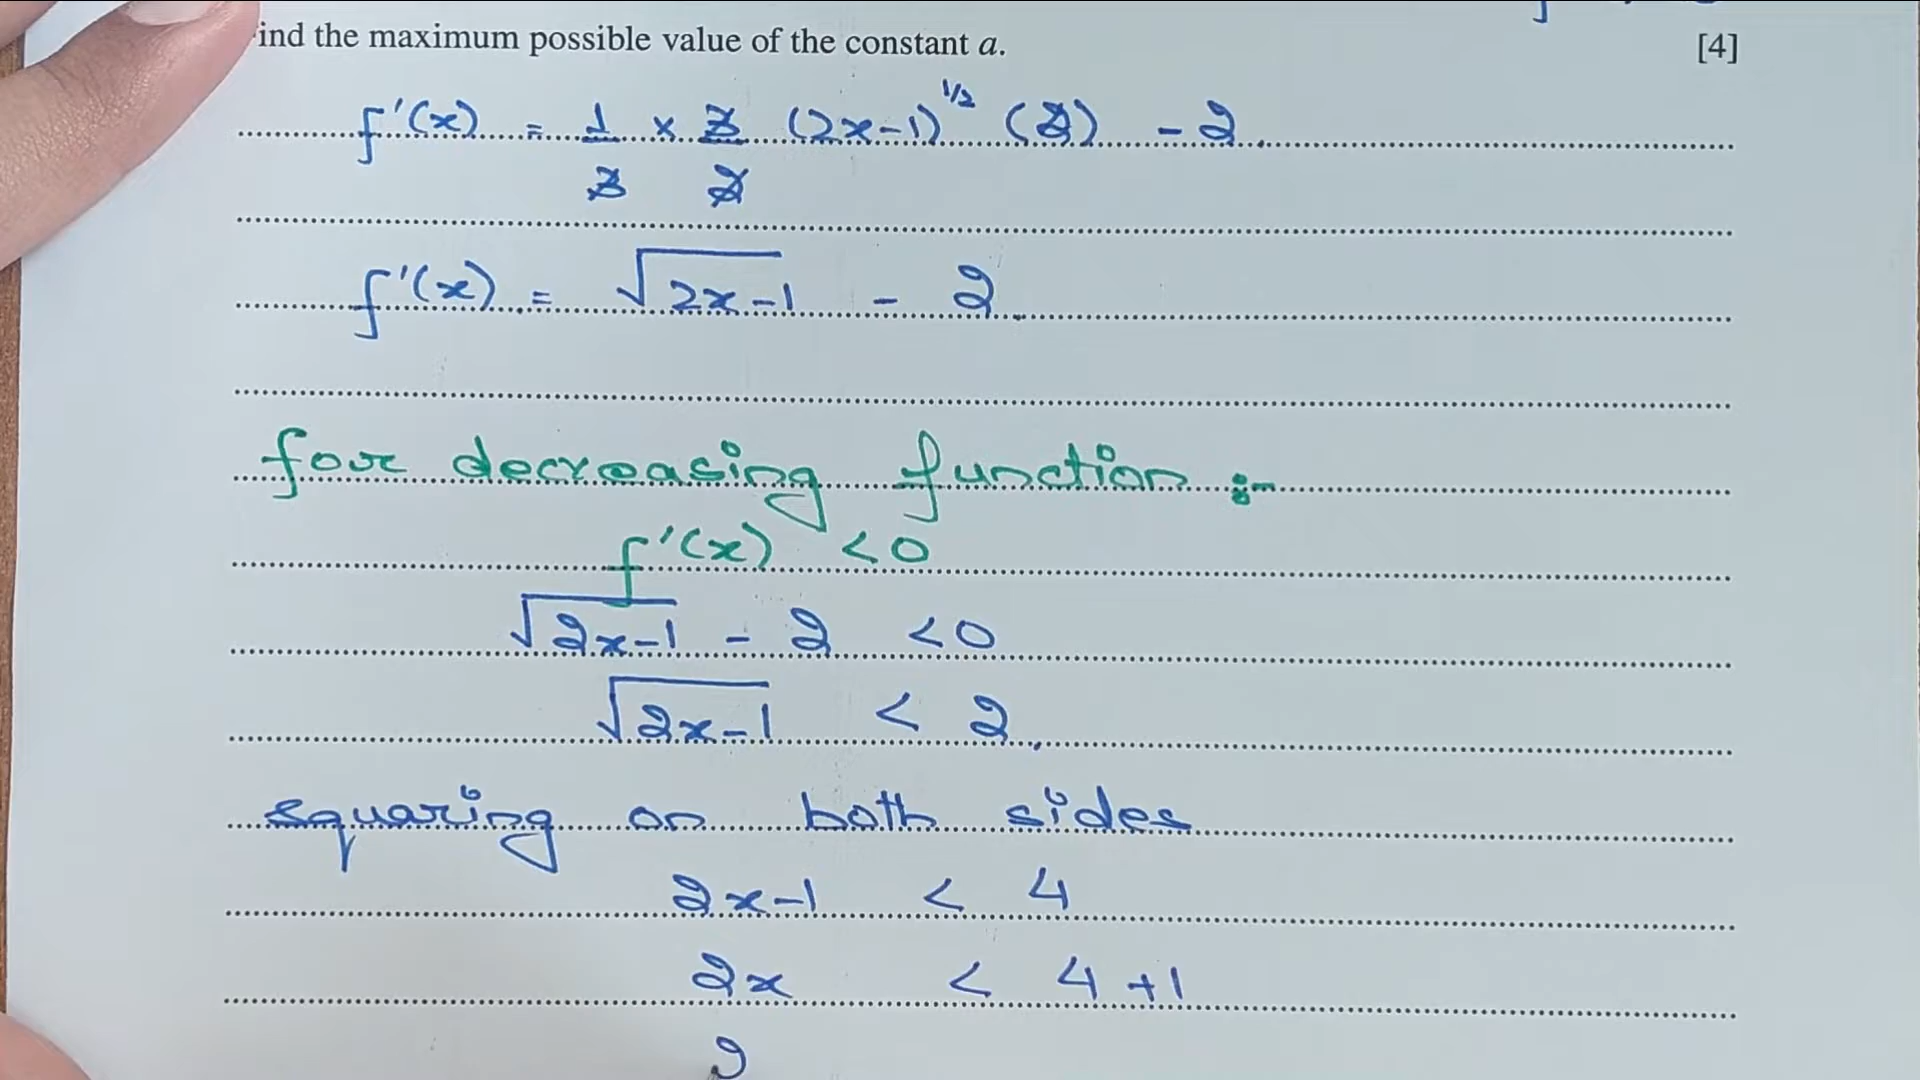 ind the maximum possible value of the constant a. [4]
f'(x) = 1/3 × 3/2 (2x-1)^1/2 (2) - 2
f'(x) = √2x-1 - 2
for decreasing function :-
f'(x) < 0
√2x-1 - 2 < 0
√2x-1 < 2
squaring on both sides
2x-1 < 4
2x < 4+1
2